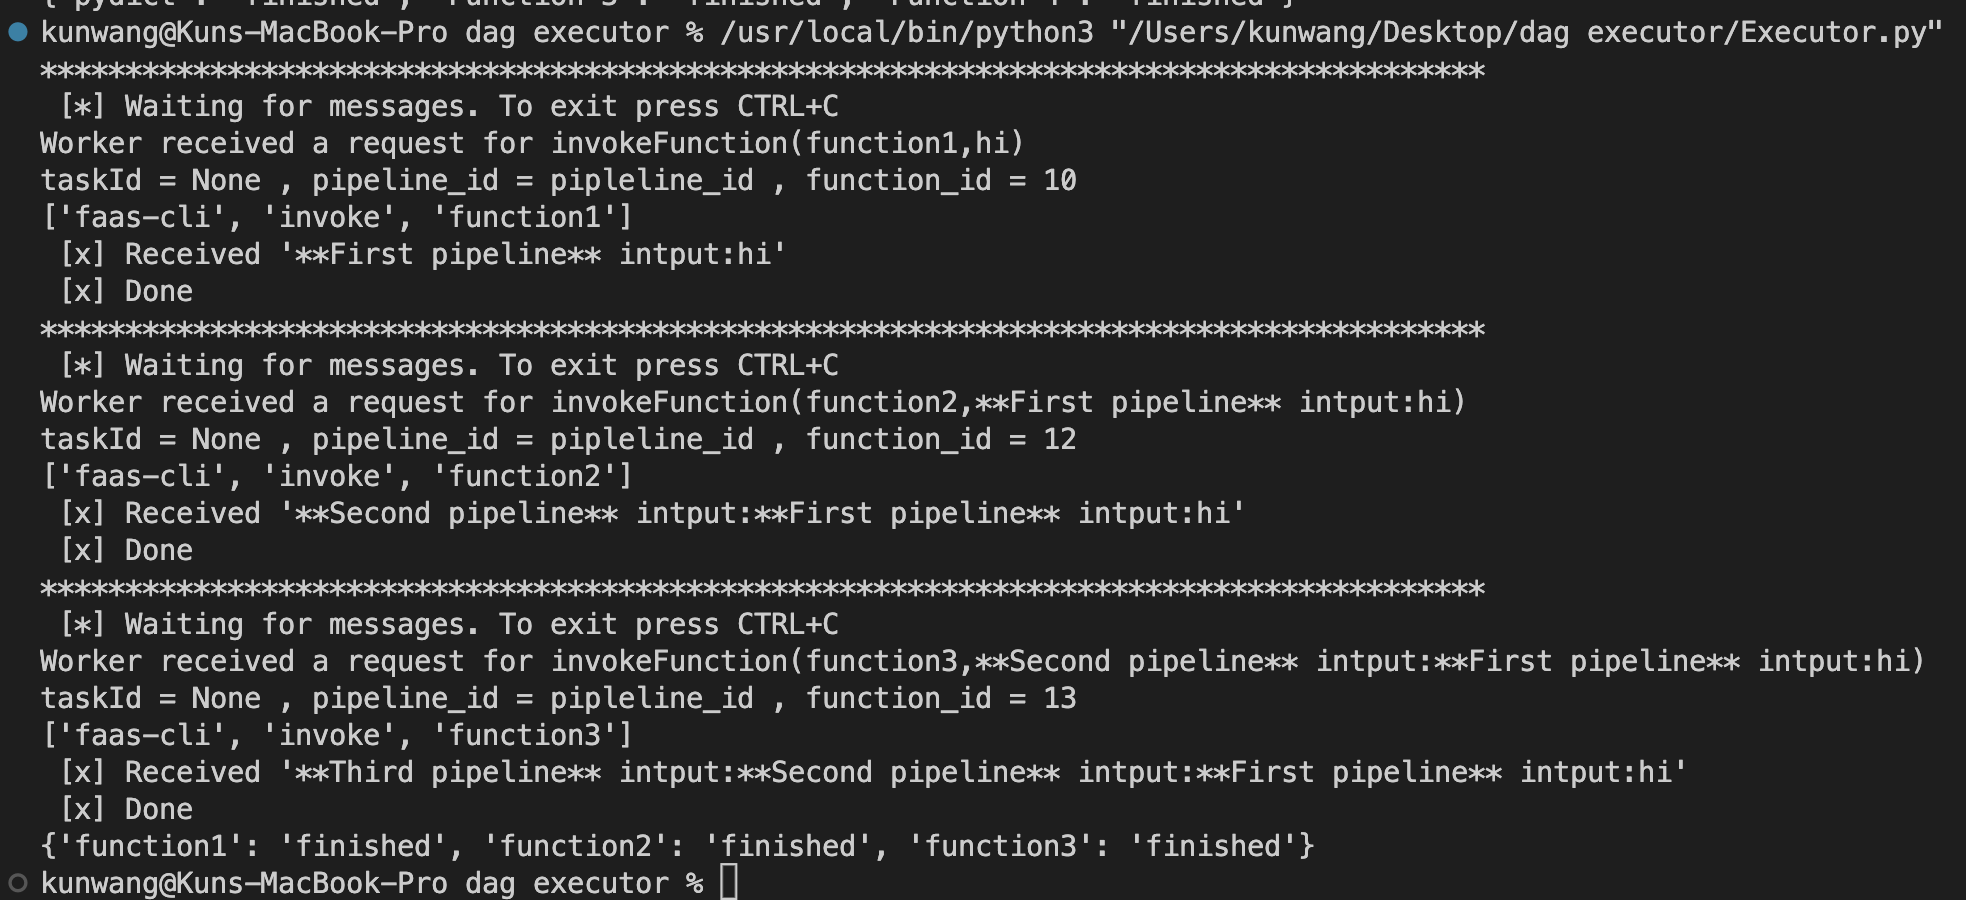 {'pydict': 'finished', 'finished', 'finished'}
kunwang@Kuns-MacBook-Pro dag executor % /usr/local/bin/python3 "/Users/kunwang/Desktop/dag executor/Executor.py"
*************************************************************************************
[*] Waiting for messages. To exit press CTRL+C
Worker received a request for invokeFunction(function1,hi)
taskId = None , pipeline_id = pipleline_id , function_id = 10
['faas-cli', 'invoke', 'function1']
[x] Received '**First pipeline** intput:hi'
[x] Done
*************************************************************************************
[*] Waiting for messages. To exit press CTRL+C
Worker received a request for invokeFunction(function2,**First pipeline** intput:hi)
taskId = None , pipeline_id = pipleline_id , function_id = 12
['faas-cli', 'invoke', 'function2']
[x] Received '**Second pipeline** intput:**First pipeline** intput:hi'
[x] Done
*************************************************************************************
[*] Waiting for messages. To exit press CTRL+C
Worker received a request for invokeFunction(function3,**Second pipeline** intput:**First pipeline** intput:hi)
taskId = None , pipeline_id = pipleline_id , function_id = 13
['faas-cli', 'invoke', 'function3']
[x] Received '**Third pipeline** intput:**Second pipeline** intput:**First pipeline** intput:hi'
[x] Done
{'function1': 'finished', 'function2': 'finished', 'function3': 'finished'}
kunwang@Kuns-MacBook-Pro dag executor %